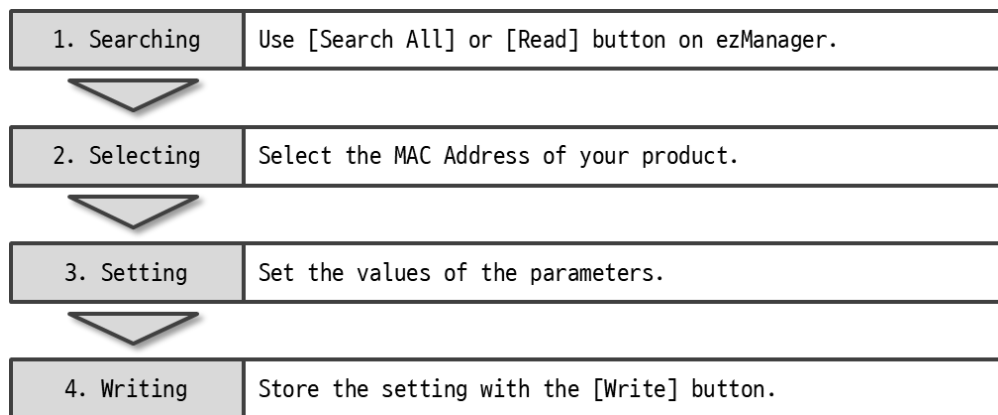 1. Searching
Use [Search All] or [Read] button on ezManager.
2. Selecting
Select the MAC Address of your product.
3. Setting
Set the values of the parameters.
4. Writing
Store the setting with the [Write] button.